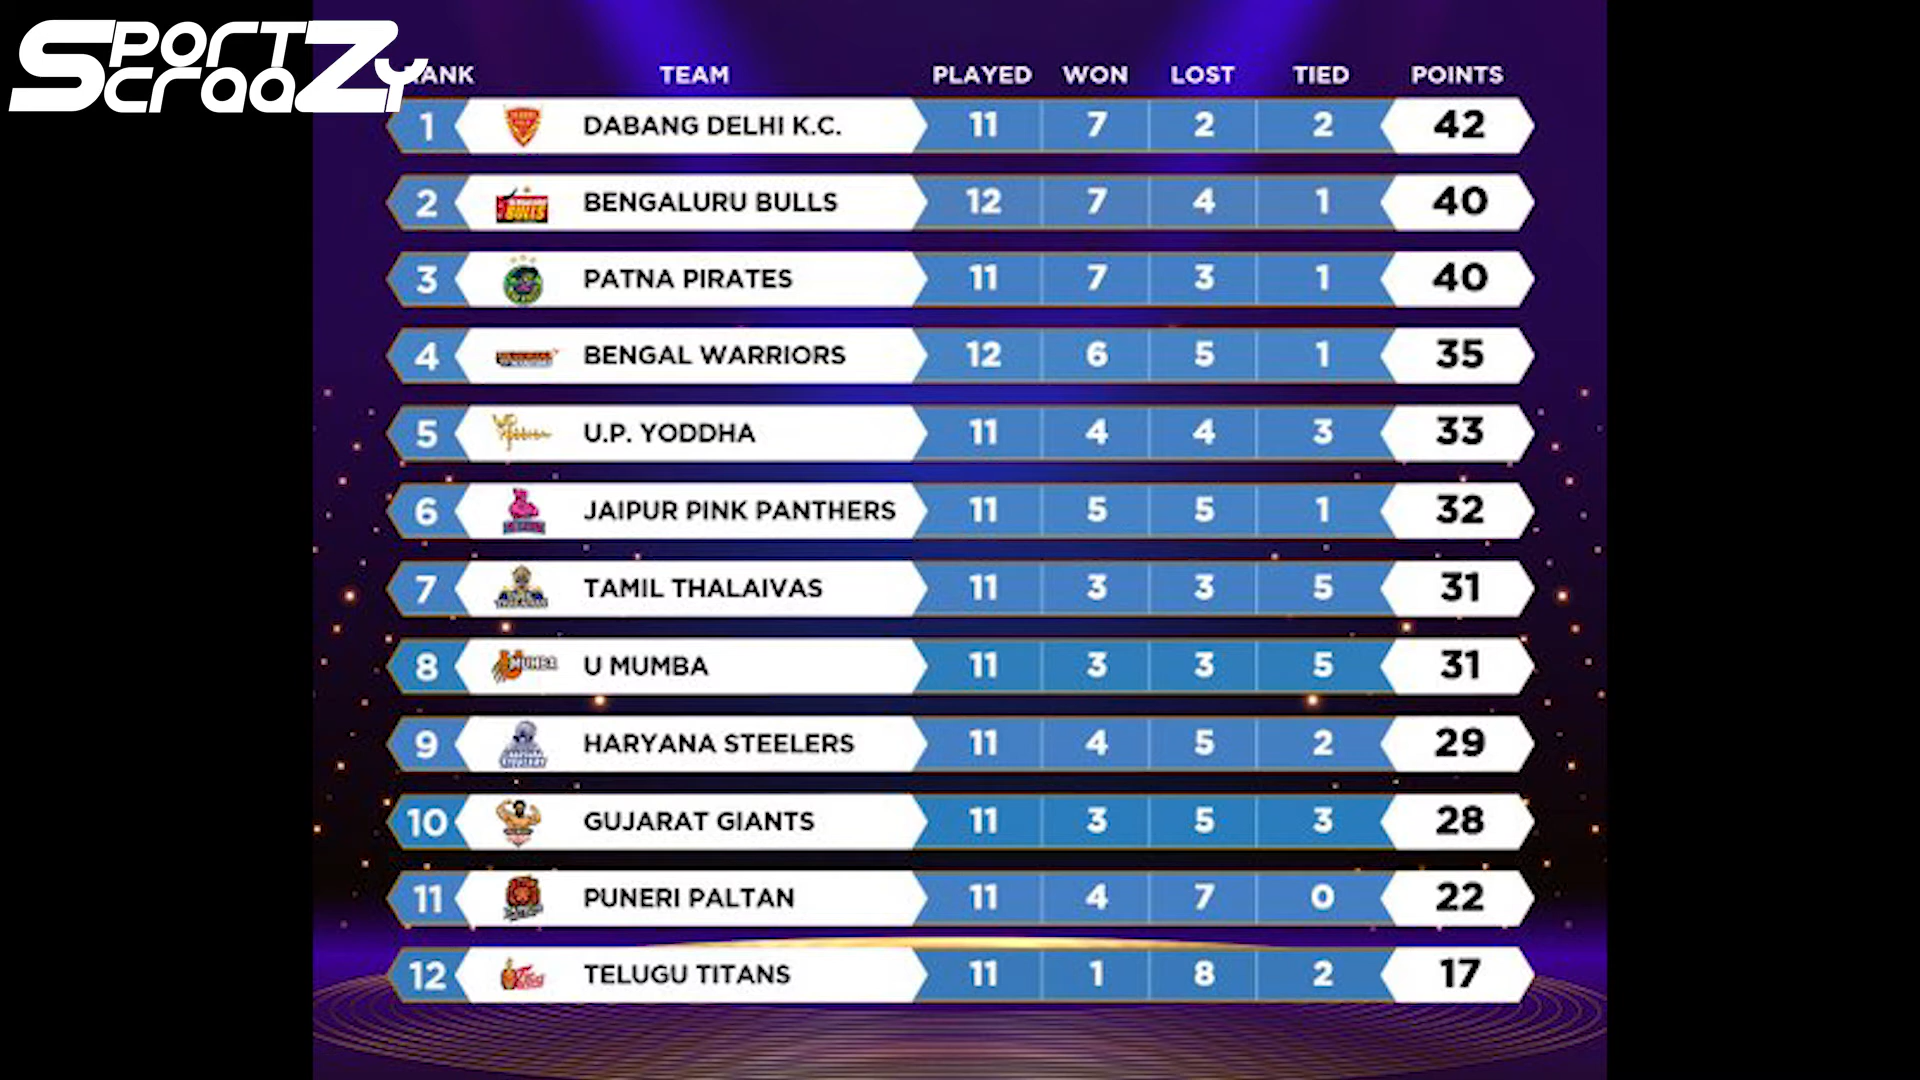 SPORTZ
SCraaZy
RANK TEAM PLAYED WON LOST TIED POINTS
1 DABANG DELHI K.C. 11 7 2 2 42
2 BENGALURU BULLS 12 7 4 1 40
3 PATNA PIRATES 11 7 3 1 40
4 BENGAL WARRIORS 12 6 5 1 35
5 U.P. YODDHA 11 4 4 3 33
6 JAIPUR PINK PANTHERS 11 5 5 1 32
7 TAMIL THALAIVAS 11 3 3 5 31
8 U MUMBA 11 3 3 5 31
9 HARYANA STEELERS 11 4 5 2 29
10 GUJARAT GIANTS 11 3 5 3 28
11 PUNERI PALTAN 11 4 7 0 22
12 TELUGU TITANS 11 1 8 2 17